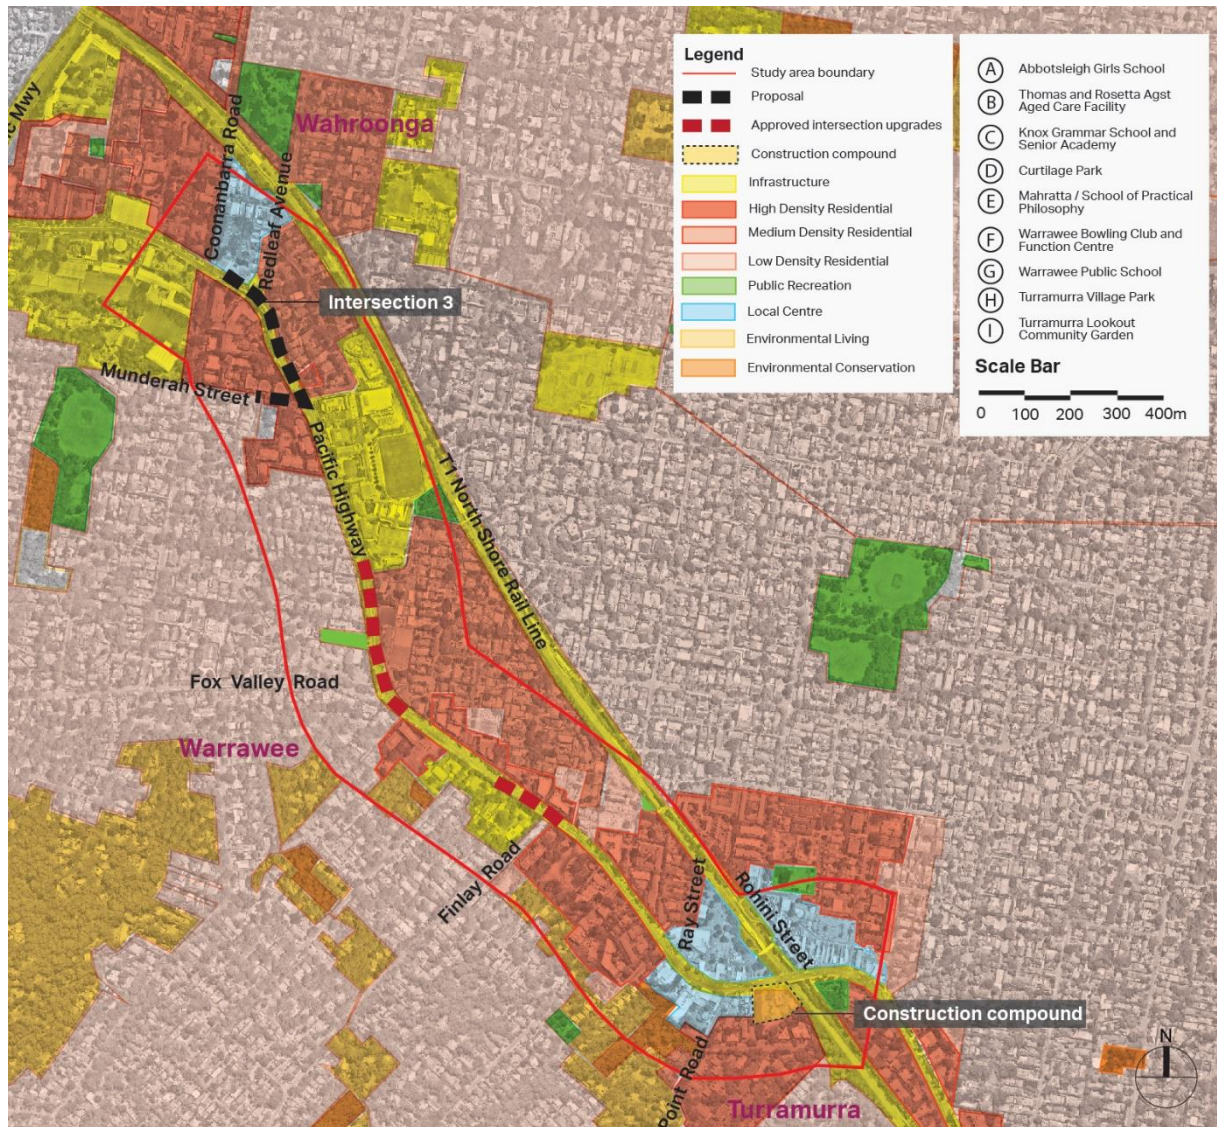 c Mwy
Wahroonga
Coonanbarra Road
Redleaf Avenue
Intersection 3
Munderah Street
Pacific Highway
T1 North Shore Rail Line
Fox Valley Road
Warrawee
Finlay Road
Ray Street
Rohini Street
Construction compound
Point Road
Turramurra
N
Legend
Study area boundary
Proposal
Approved intersection upgrades
Construction compound
Infrastructure
High Density Residential
Medium Density Residential
Low Density Residential
Public Recreation
Local Centre
Environmental Living
Environmental Conservation
A Abbotsleigh Girls School
B Thomas and Rosetta Agst
Aged Care Facility
C Knox Grammar School and
Senior Academy
D Curtilage Park
E Mahratta / School of Practical
Philosophy
F Warrawee Bowling Club and
Function Centre
G Warrawee Public School
H Turramurra Village Park
I Turramurra Lookout
Community Garden
Scale Bar
0 100 200 300 400m